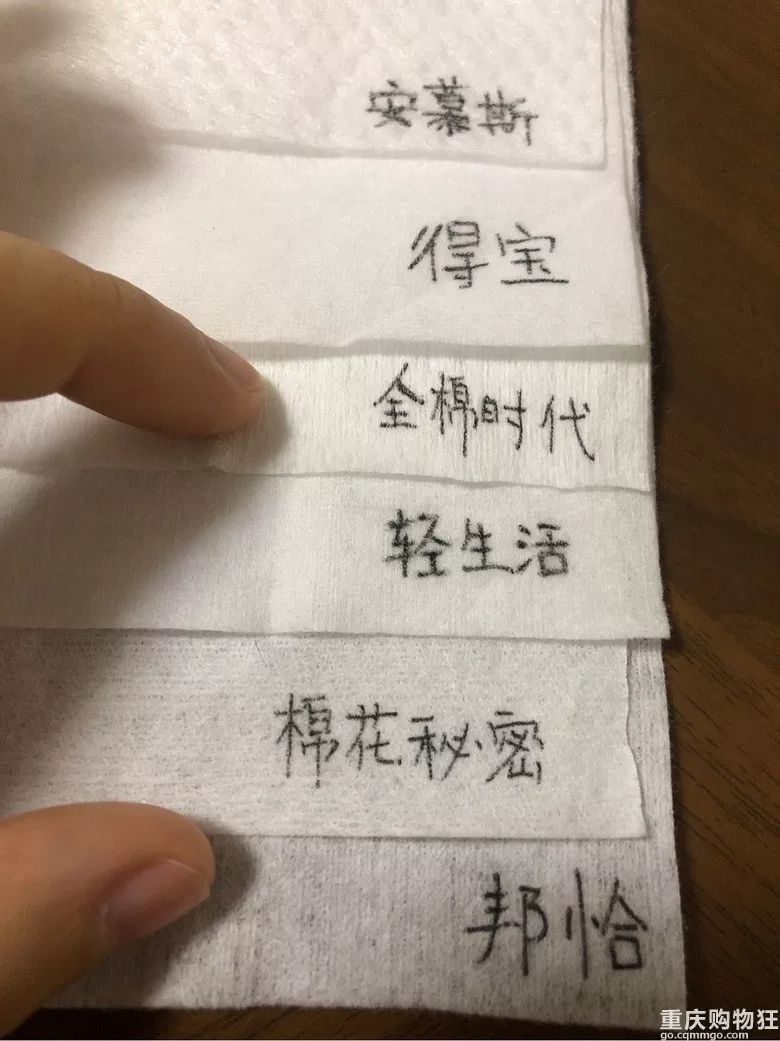 安慕斯
得宝
全棉时代
轻生活
棉花秘密
邦恰
重庆购物狂
go.cqmmgo.com